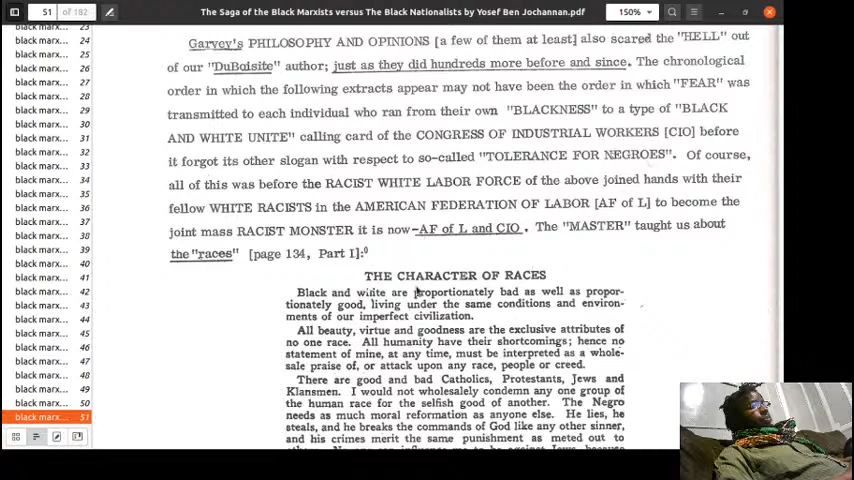 51 of 182
The Saga of the Black Marxists versus The Black Nationalists by Yosef Ben Jochannan.pdf
150%
23
black marx... 24
black marx... 25
black marx... 26
black marx... 27
black marx... 28
black marx... 29
black marx... 30
black marx... 31
black marx... 32
black marx... 33
black marx... 34
black marx... 35
black marx... 36
black marx... 37
black marx... 38
black marx... 39
black marx... 40
black marx... 41
black marx... 42
black marx... 43
black marx... 44
black marx... 45
black marx... 46
black marx... 47
black marx... 48
black marx... 49
black marx... 50
black marx... 51
Garvey's PHILOSOPHY AND OPINIONS [a few of them at least] also scared the "HELL" out
of our "DuBoisite" author; just as they did hundreds more before and since. The chronological
order in which the following extracts appear may not have been the order in which "FEAR" was
transmitted to each individual who ran from their own "BLACKNESS" to a type of "BLACK
AND WHITE UNITE" calling card of the CONGRESS OF INDUSTRIAL WORKERS [CIO] before
it forgot its other slogan with respect to so-called "TOLERANCE FOR NEGROES". Of course,
all of this was before the RACIST WHITE LABOR FORCE of the above joined hands with their
fellow WHITE RACISTS in the AMERICAN FEDERATION OF LABOR [AF of L] to become the
joint mass RACIST MONSTER it is now-AF of L and CIO. The "MASTER" taught us about
the "races" [page 134, Part I]:
THE CHARACTER OF RACES
Black and white are proportionately bad as well as propor-
tionately good, living under the same conditions and environ-
ments of our imperfect civilization.
All beauty, virtue and goodness are the exclusive attributes of
no one race. All humanity have their shortcomings; hence no
statement of mine, at any time, must be interpreted as a whole-
sale praise of, or attack upon any race, people or creed.
There are good and bad Catholics, Protestants, Jews and
Klansmen. I would not wholesalely condemn any one group of
the human race for the selfish good of another. The Negro
needs as much moral reformation as anyone else. He lies, he
steals, and he breaks the commands of God like any other sinner,
and his crimes merit the same punishment as meted out to